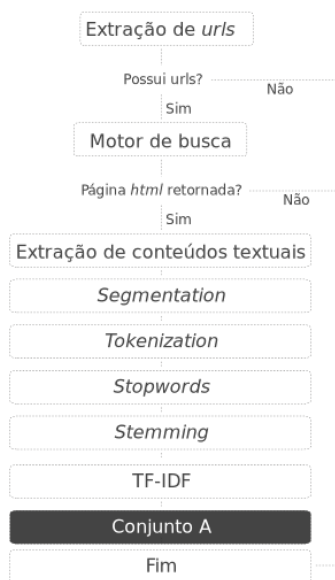 Extração de urls
Possui urls?
Não
Sim
Motor de busca
Página html retornada?
Não
Sim
Extração de conteúdos textuais
Segmentation
Tokenization
Stopwords
Stemming
TF-IDF
Conjunto A
Fim